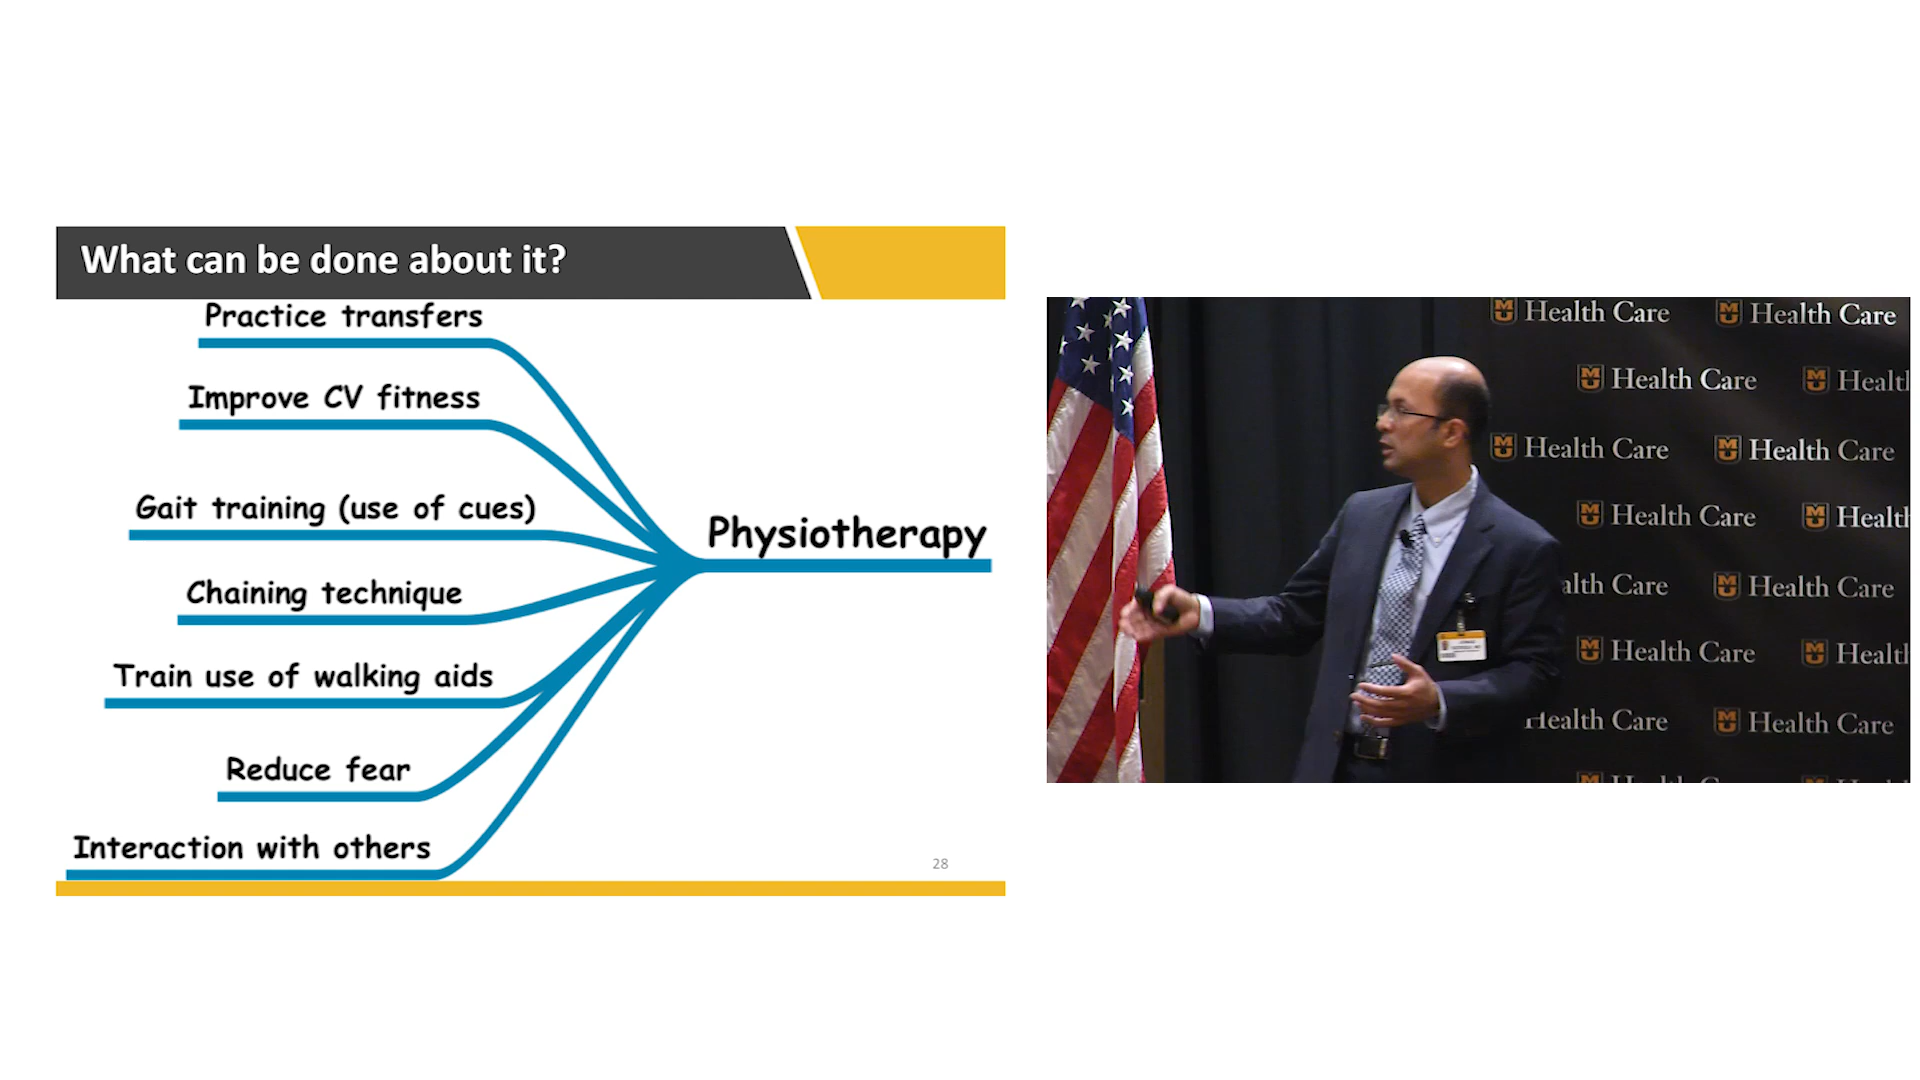 What can be done about it?
Practice transfers
Improve CV fitness
Gait training (use of cues)
Physiotherapy
Chaining technique
Train use of walking aids
Reduce fear
Interaction with others
28
MU Health Care MU Health Care
MU Health Care MU Healt
MU Health Care MU Health Care
MU Health Care MU Health
alth Care MU Health Care
MU Health Care MU Health
Health Care MU Health Care